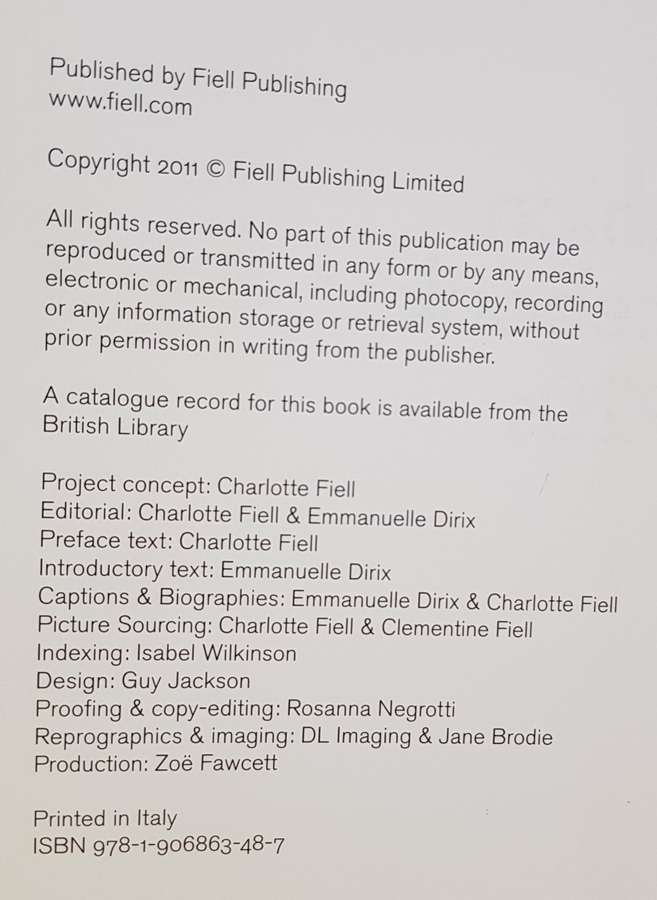 Published by Fiell Publishing
www.fiell.com
Copyright 2011 © Fiell Publishing Limited
All rights reserved. No part of this publication may be
reproduced or transmitted in any form or by any means,
electronic or mechanical, including photocopy, recording
or any information storage or retrieval system, without
prior permission in writing from the publisher.
A catalogue record for this book is available from the
British Library
Project concept: Charlotte Fiell
Editorial: Charlotte Fiell & Emmanuelle Dirix
Preface text: Charlotte Fiell
Introductory text: Emmanuelle Dirix
Captions & Biographies: Emmanuelle Dirix & Charlotte Fiell
Picture Sourcing: Charlotte Fiell & Clementine Fiell
Indexing: Isabel Wilkinson
Design: Guy Jackson
Proofing & copy-editing: Rosanna Negrotti
Reprographics & imaging: DL Imaging & Jane Brodie
Production: Zoë Fawcett
Printed in Italy
ISBN 978-1-906863-48-7